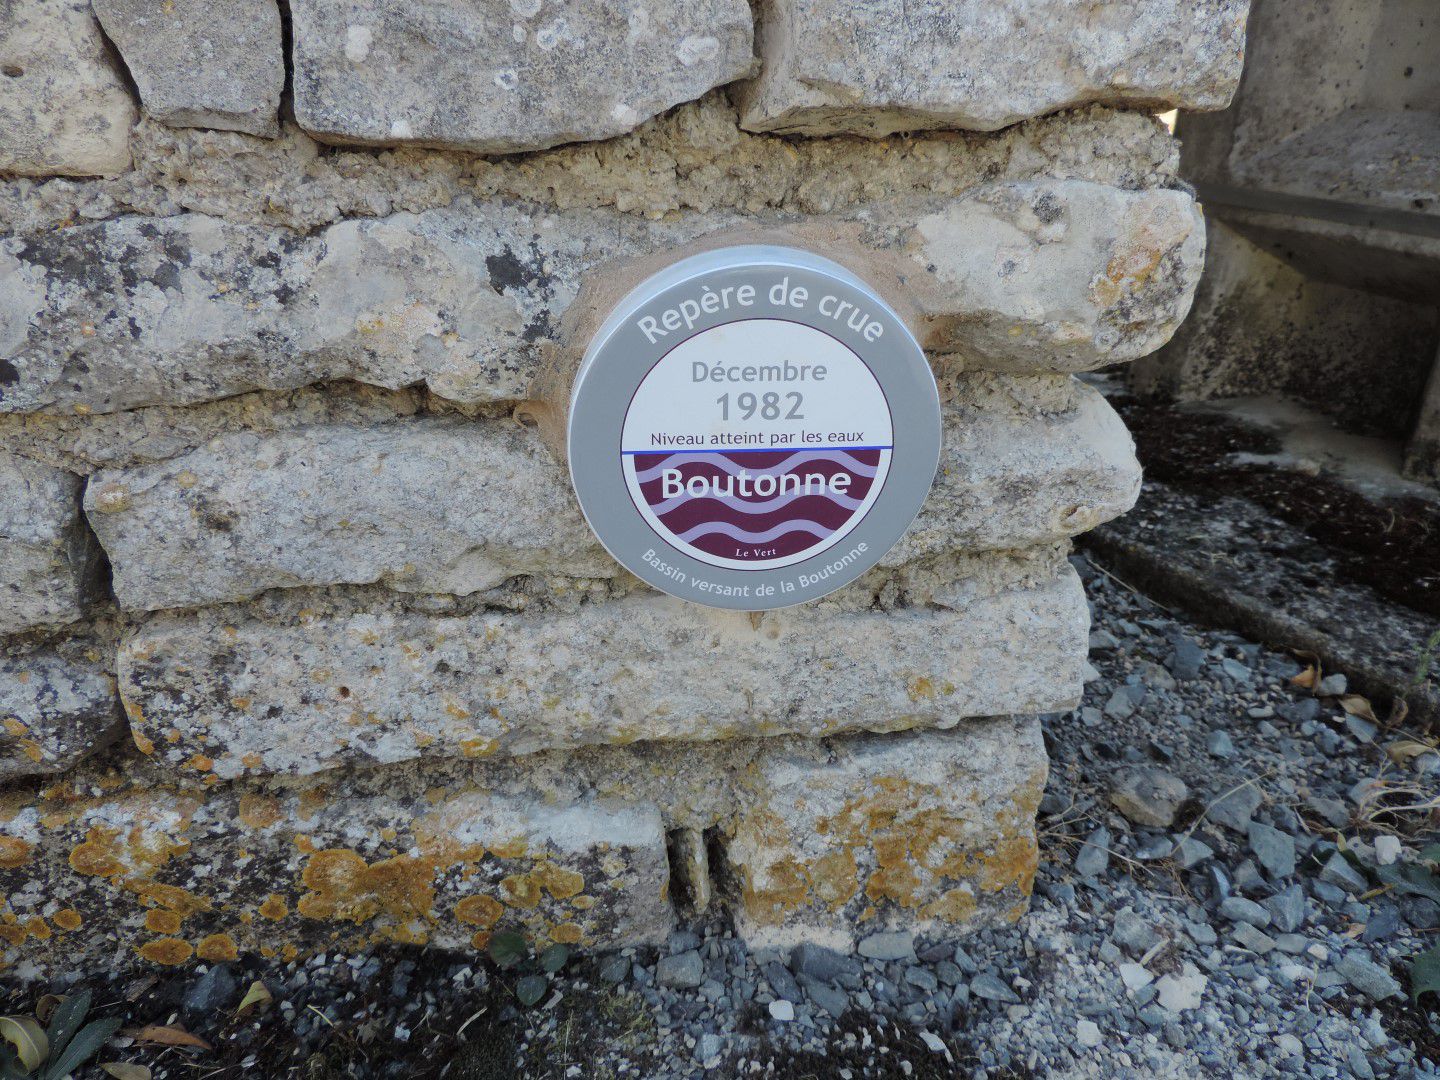 Repère de crue
Décembre
1982
Niveau atteint par les eaux
Boutonne
Le Vert
Bassin versant de la Boutonne